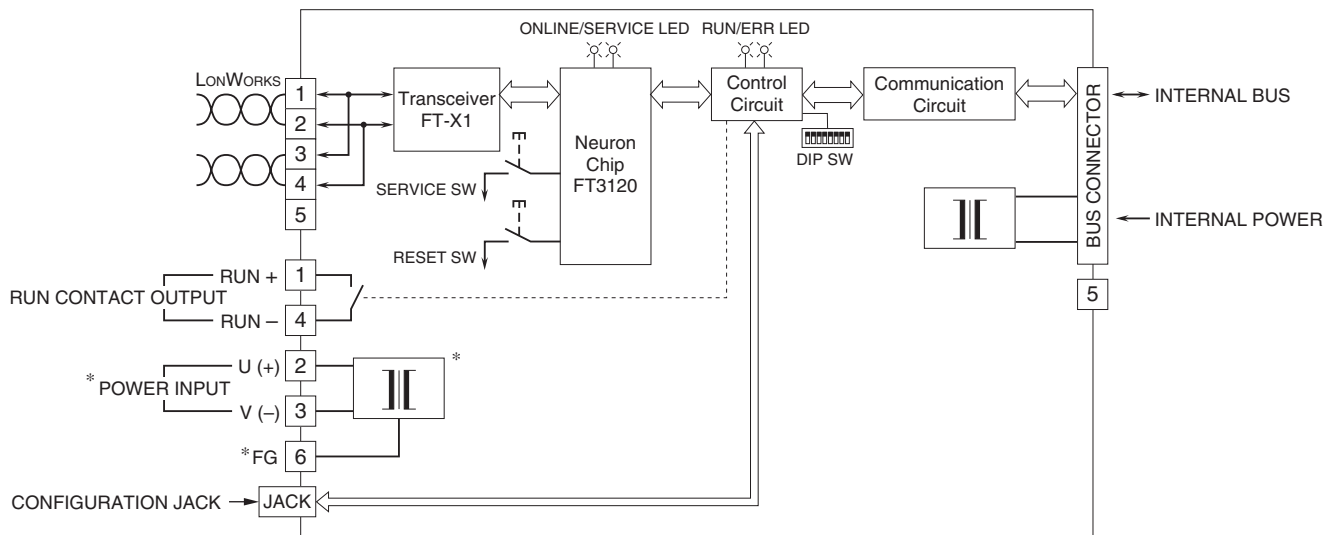 ONLINE/SERVICE LED
RUN/ERR LED
LONWORKS
1
2
3
4
5
Transceiver
FT-X1
Neuron
Chip
FT3120
Control
Circuit
Communication
Circuit
DIP SW
BUS CONNECTOR
INTERNAL BUS
INTERNAL POWER
5
SERVICE SW
RESET SW
RUN CONTACT OUTPUT
RUN +
1
RUN –
4
* POWER INPUT
U (+)
2
V (–)
3
*
* FG
6
CONFIGURATION JACK
JACK